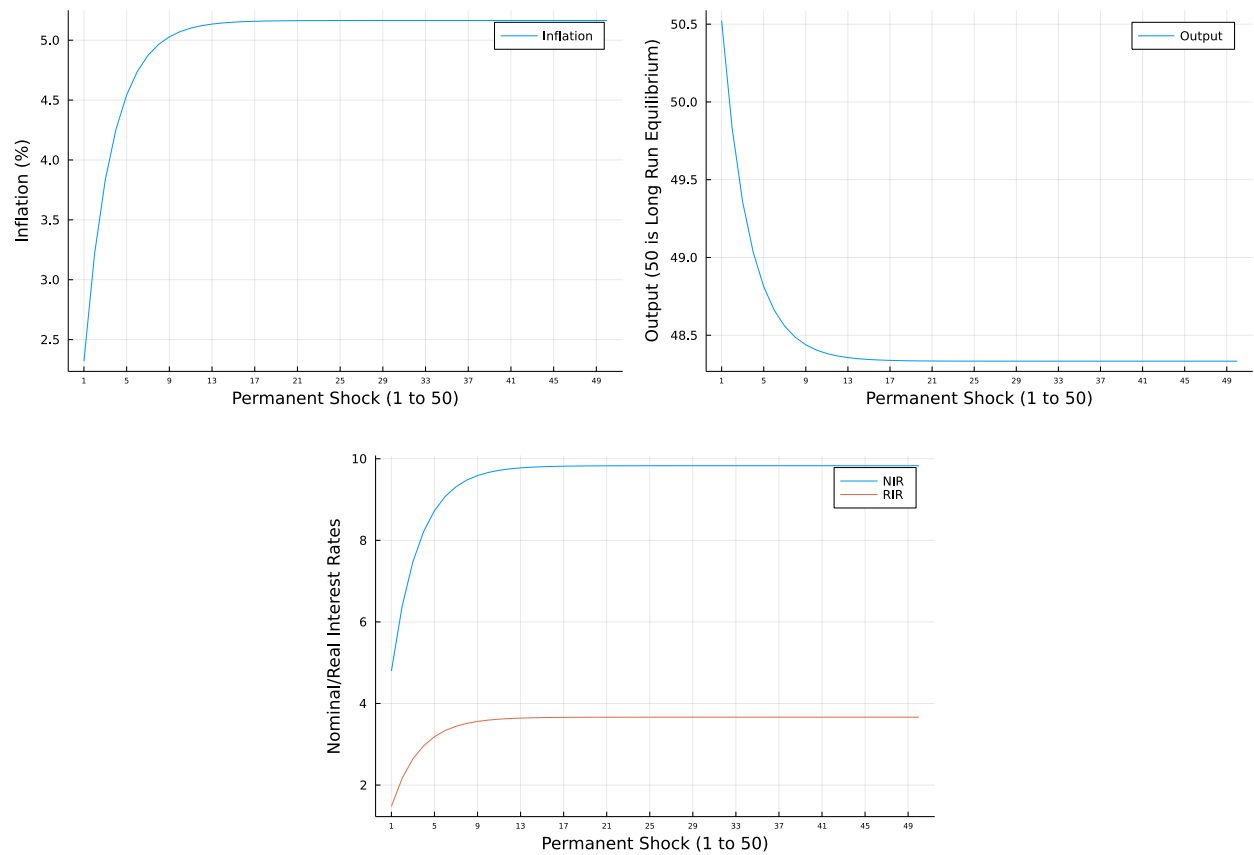 Inflation (%)
5.0
4.5
4.0
3.5
3.0
2.5
Inflation
1 5 9 13 17 21 25 29 33 37 41 45 49
Permanent Shock (1 to 50)
Output (50 is Long Run Equilibrium)
50.5
50.0
49.5
49.0
48.5
Output
1 5 9 13 17 21 25 29 33 37 41 45 49
Permanent Shock (1 to 50)
Nominal/Real Interest Rates
10
8
6
4
2
NIR
RIR
1 5 9 13 17 21 25 29 33 37 41 45 49
Permanent Shock (1 to 50)